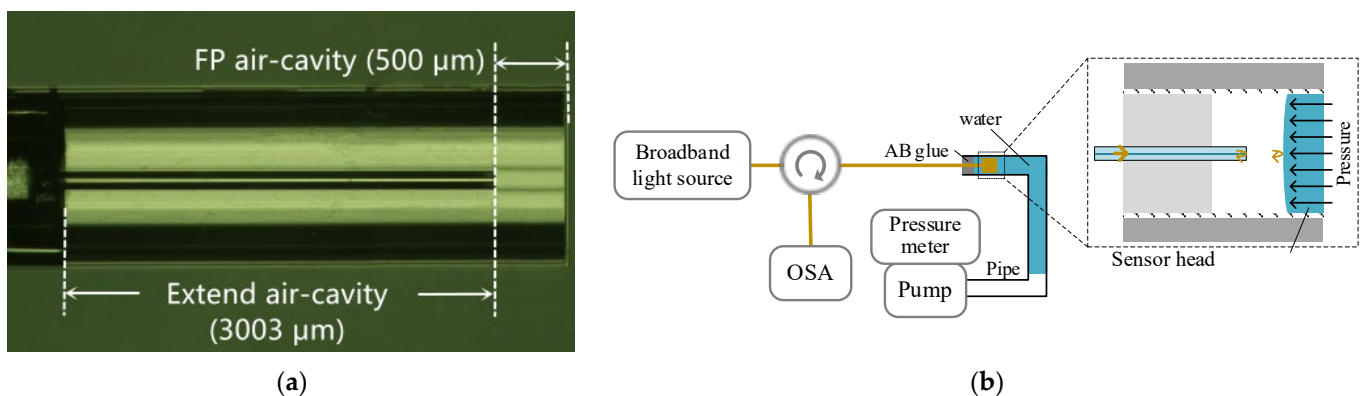 FP air-cavity (500 μm)
Extend air-cavity
(3003 μm)
(a)
Broadband
light source
OSA
AB glue
water
Pressure
meter
Pipe
Pump
Pressure
Sensor head
(b)